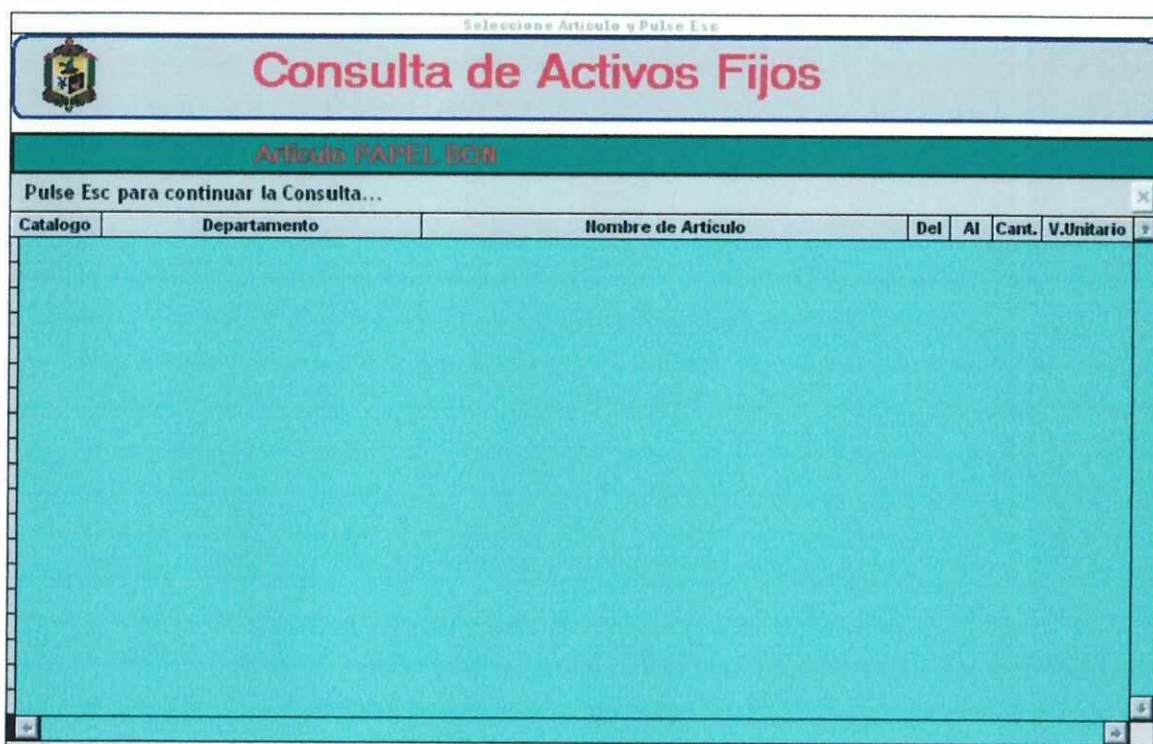 Seleccione Articulo y Pulse Esc
Consulta de Activos Fijos
Artículo PAPEL BON
Pulse Esc para continuar la Consulta...
Catalogo Departamento Nombre de Artículo Del Al Cant. V.Unitario